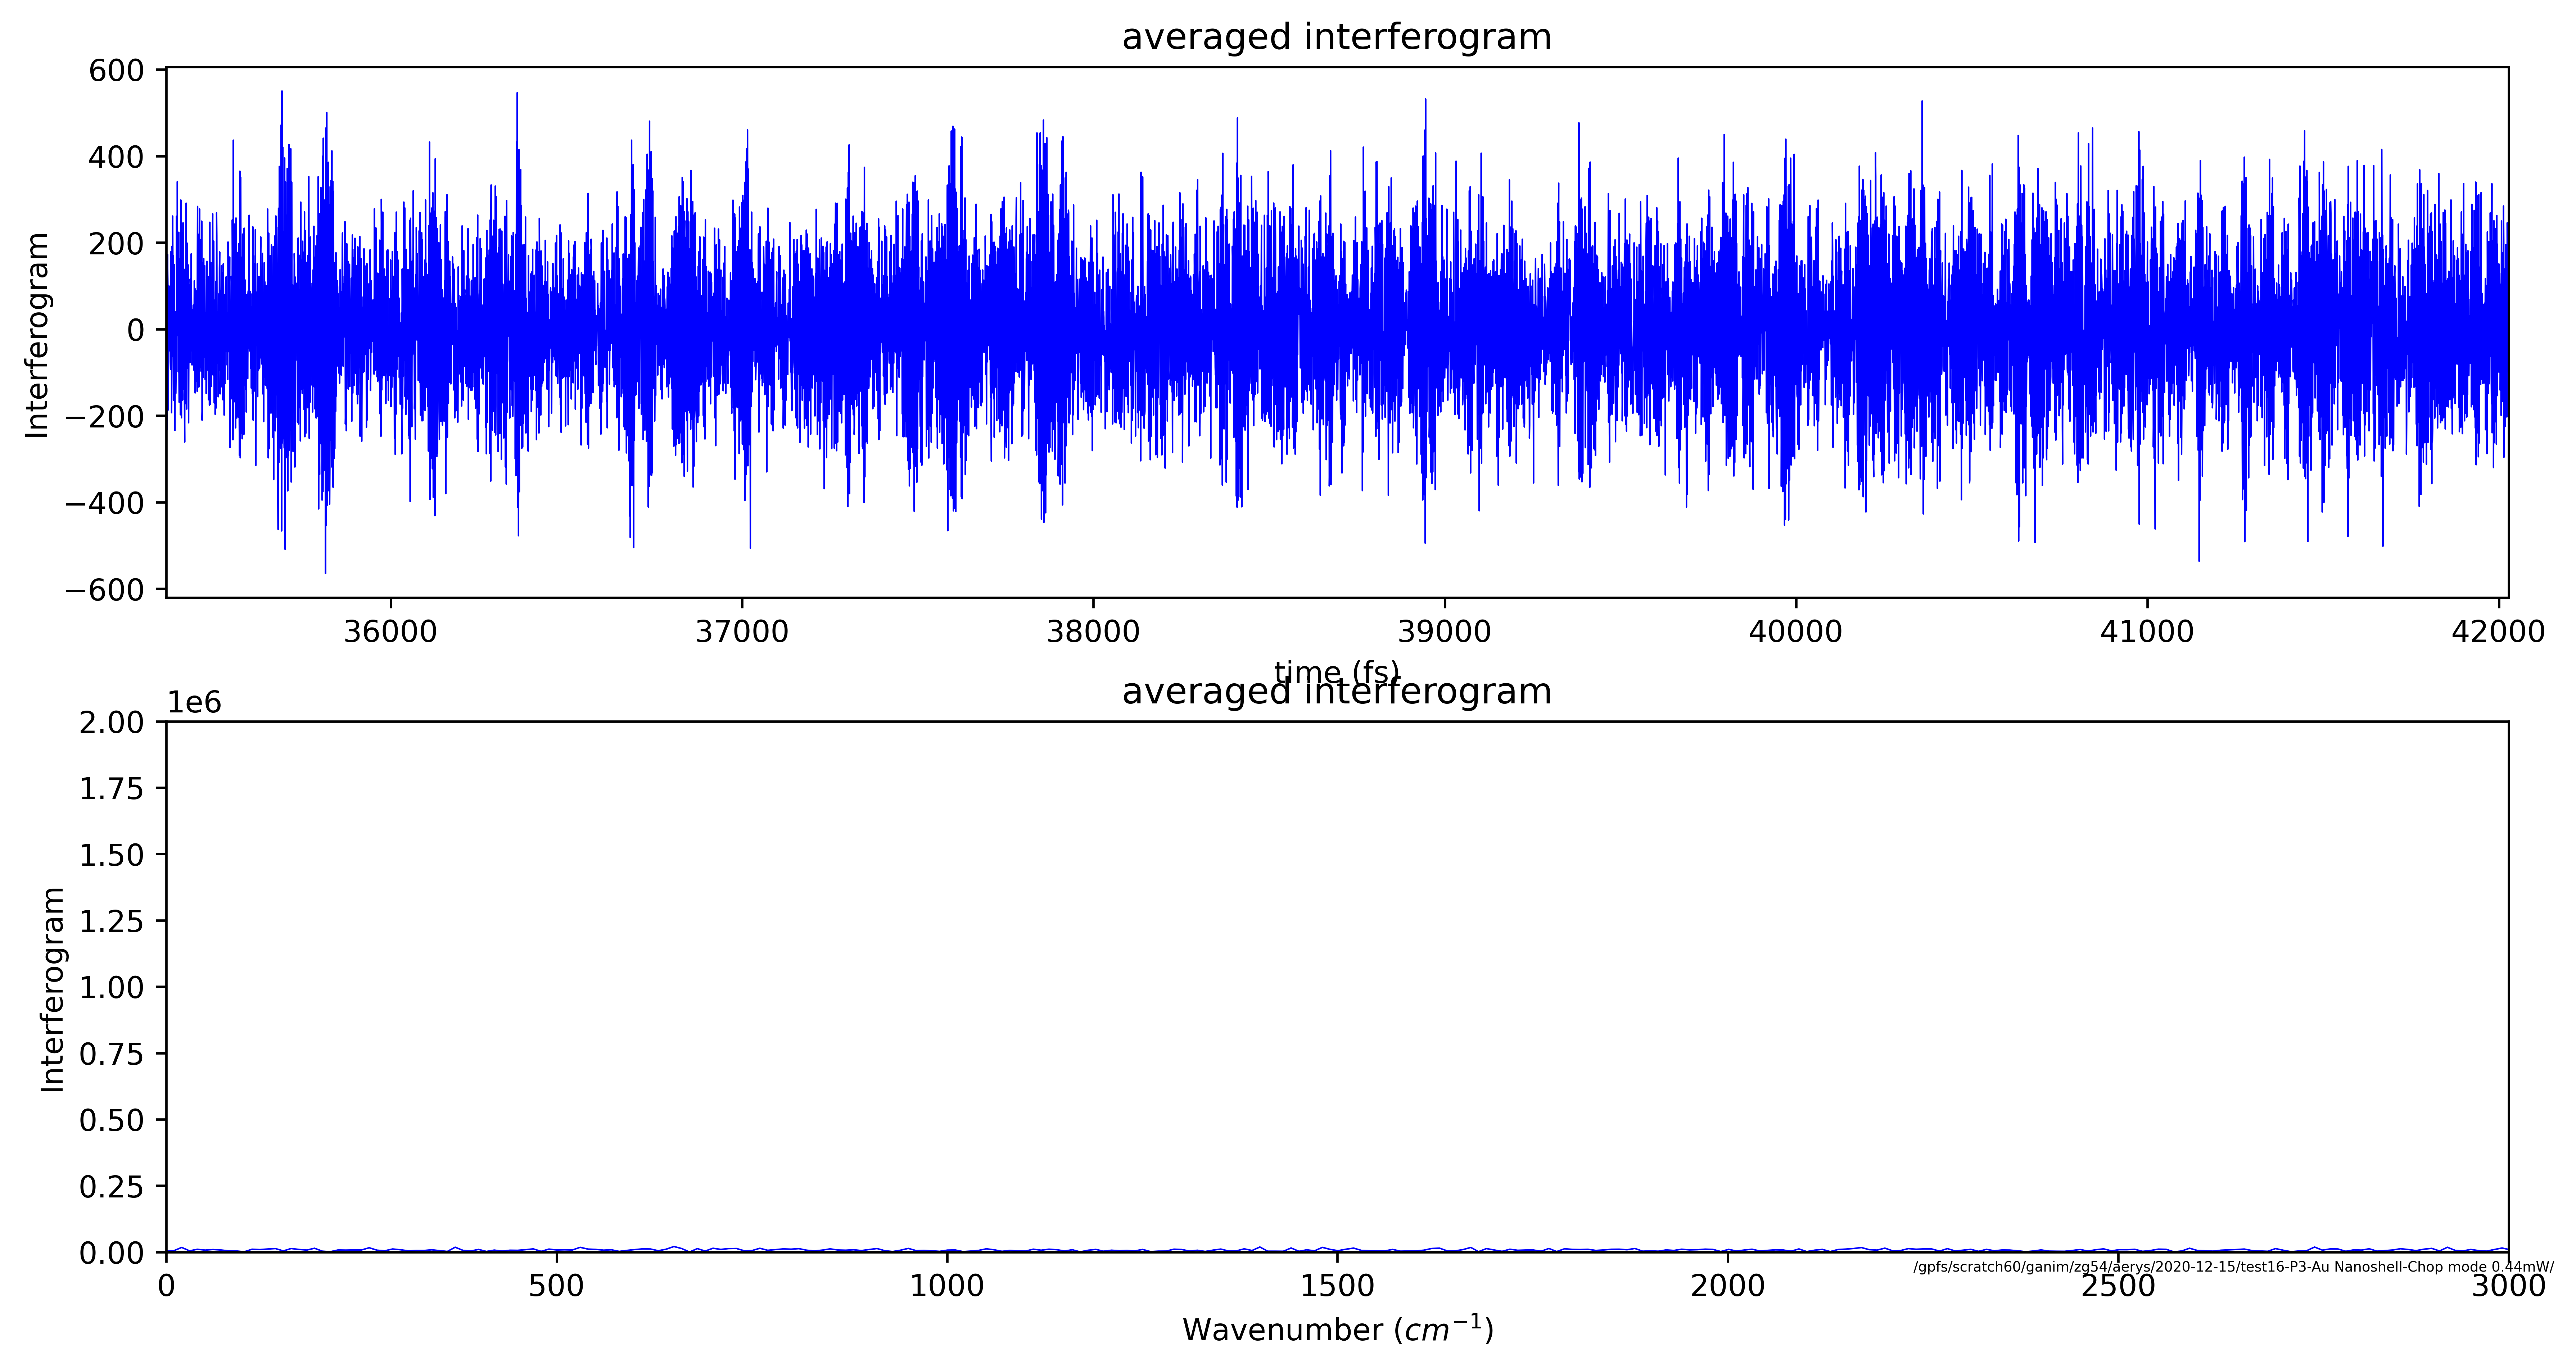 averaged interferogram
600
400
200
0
−200
−400
−600
Interferogram
36000 37000 38000 39000 40000 41000 42000
time (fs)
averaged interferogram
1e6
2.00
1.75
1.50
1.25
1.00
0.75
0.50
0.25
0.00
Interferogram
/gpfs/scratch60/ganim/zg54/aerys/2020-12-15/test16-P3-Au Nanoshell-Chop mode 0.44mW/
0 500 1000 1500 2000 2500 3000
Wavenumber (cm⁻¹)